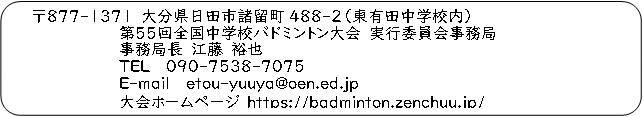 〒877-1371 大分県日田市諸留町488-2(東有田中学校内)
第55回全国中学校バドミントン大会 実行委員会事務局
事務局長 江藤 裕也
TEL 090-7538-7075
E-mail etou-yuuya@oen.ed.jp
大会ホームページ https://badminton.zenchuu.jp/